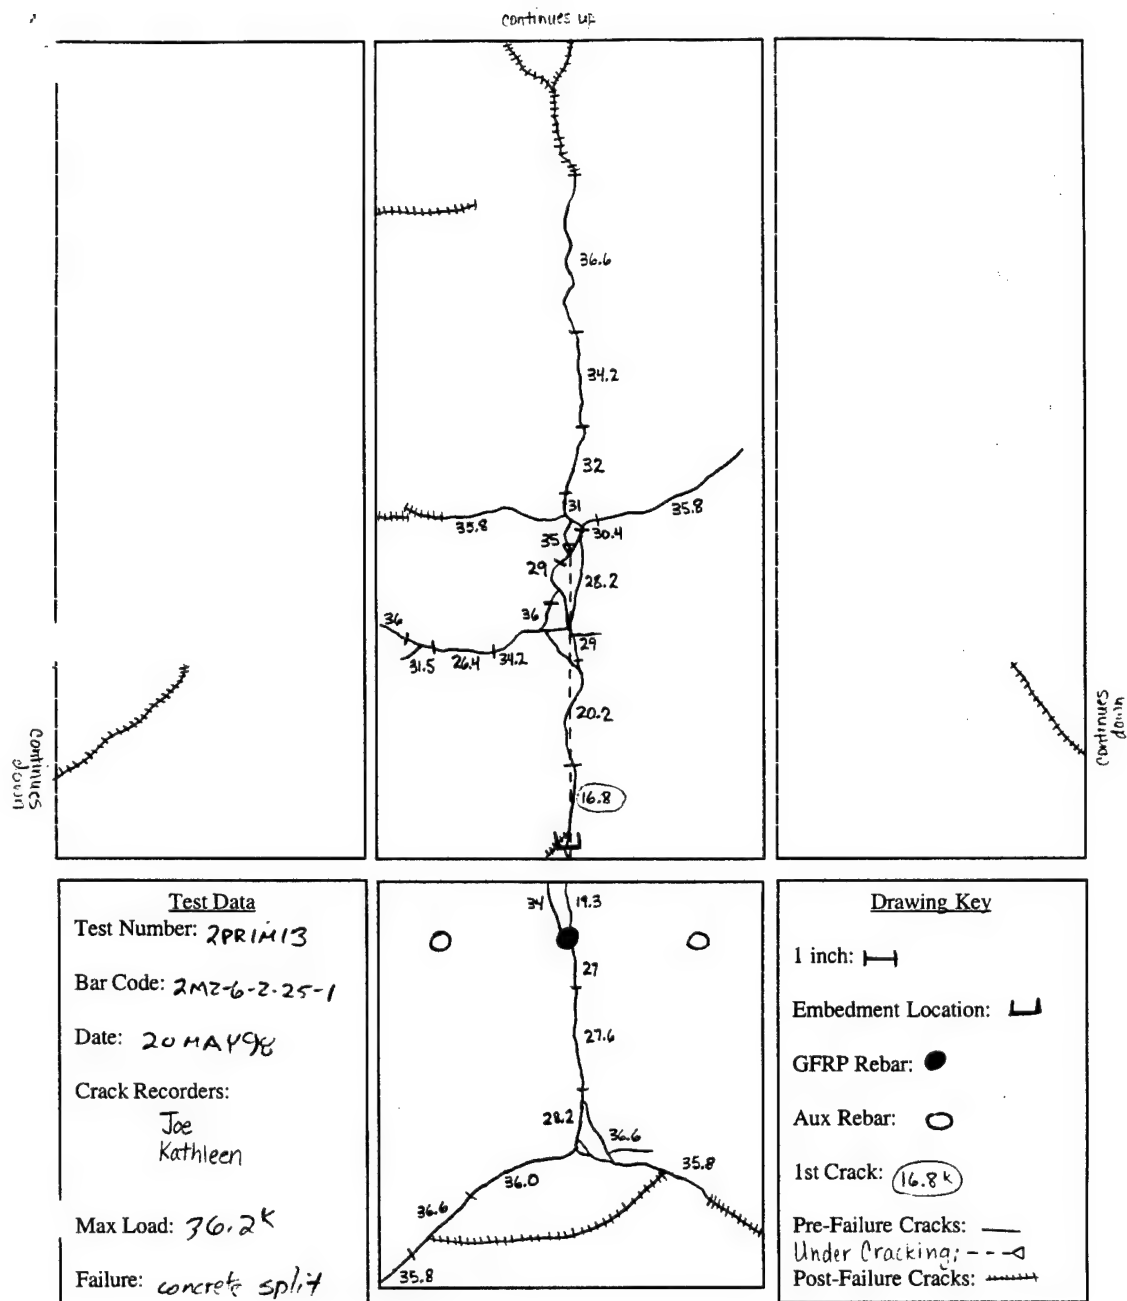 continues up
36.6
34.2
32
31
35.8
35.8
30.4
35
29
28.2
36
36
29
31.5
26.4
34.2
20.2
16.8
continues down
continues down
Test Data
Test Number: 2PRIM13
Bar Code: 2MZ-6-2.25-1
Date: 20 MAY 98
Crack Recorders:
Joe
Kathleen
Max Load: 36.2k
Failure: concrete split
34
19.3
27
27.6
28.2
36.6
36.0
35.8
36.6
35.8
Drawing Key
1 inch:
Embedment Location:
GFRP Rebar:
Aux Rebar:
1st Crack: 16.8k
Pre-Failure Cracks:
Under Cracking:
Post-Failure Cracks: